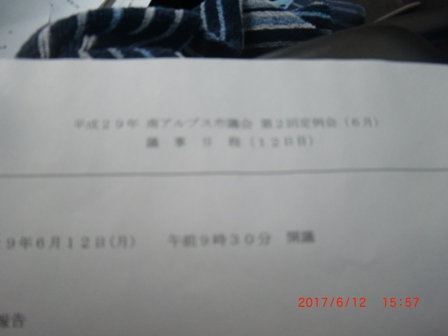 平成２９年 南アルプス市議会 第２回定例会（６月）
議 事 日 程（１２日目）
９年６月１２日(月)　午前９時３０分　開議
報告
2017/6/12 15:57